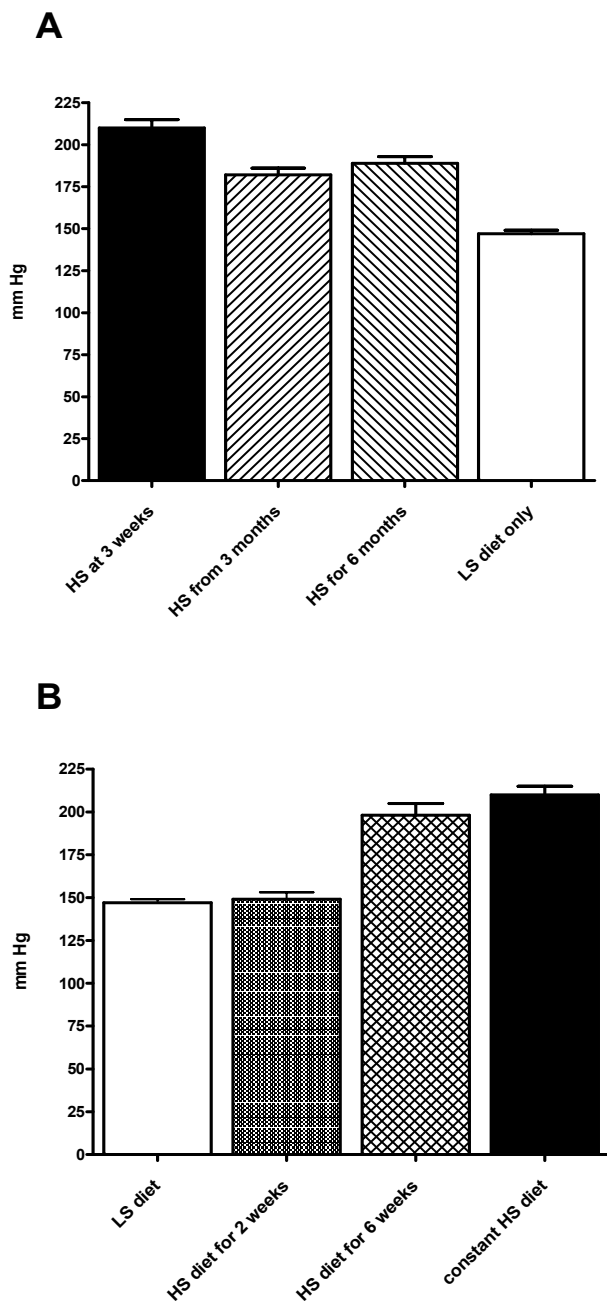 A
225
200
175
150
125
100
75
50
25
0
mm Hg
HS at 3 weeks
HS from 3 months
HS for 6 months
LS diet only
B
225
200
175
150
125
100
75
50
25
0
mm Hg
LS diet
HS diet for 2 weeks
HS diet for 6 weeks
constant HS diet